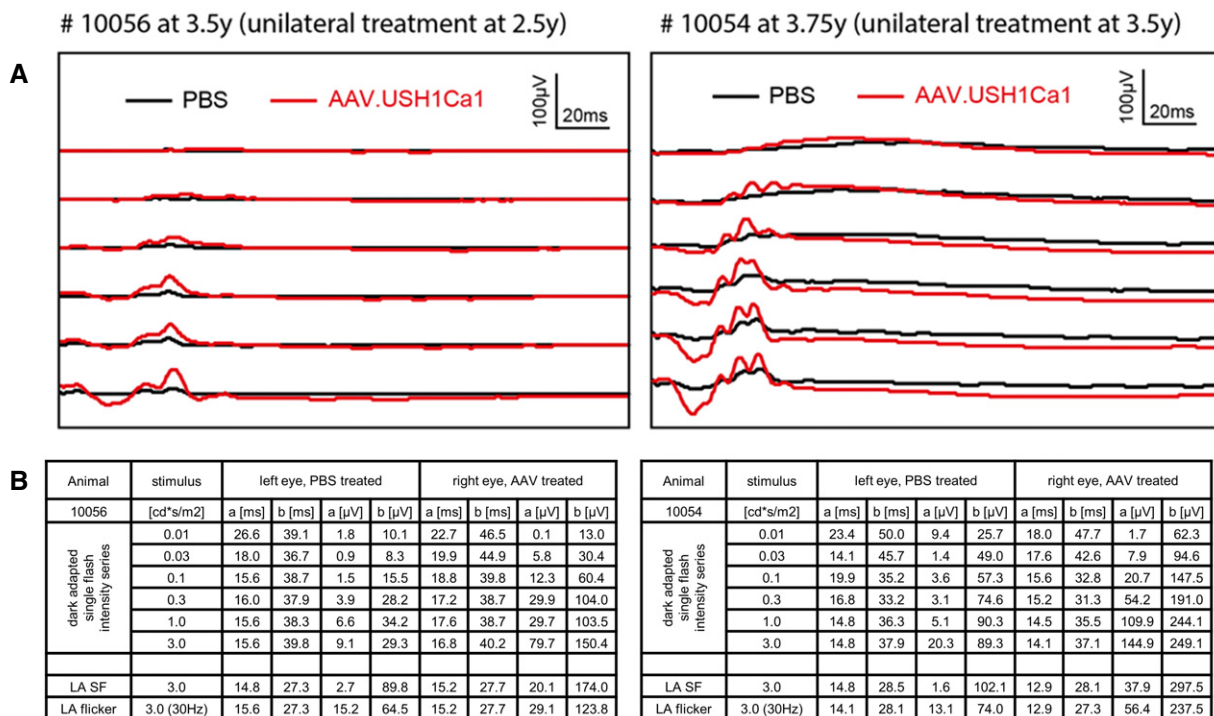 # 10056 at 3.5y (unilateral treatment at 2.5y)
# 10054 at 3.75y (unilateral treatment at 3.5y)
A
PBS AAV.USH1Ca1 100µV 20ms
PBS AAV.USH1Ca1 100µV 20ms
B
Animal stimulus left eye, PBS treated right eye, AAV treated
10056 [cd*s/m2] a [ms] b [ms] a [µV] b [µV] a [ms] b [ms] a [µV] b [µV]
dark adapted
single flash
intensity series
0.01 26.6 39.1 1.8 10.1 22.7 46.5 0.1 13.0
0.03 18.0 36.7 0.9 8.3 19.9 44.9 5.8 30.4
0.1 15.6 38.7 1.5 15.5 18.8 39.8 12.3 60.4
0.3 16.0 37.9 3.9 28.2 17.2 38.7 29.9 104.0
1.0 15.6 38.3 6.6 34.2 17.6 38.7 29.7 103.5
3.0 15.6 39.8 9.1 29.3 16.8 40.2 79.7 150.4
LA SF 3.0 14.8 27.3 2.7 89.8 15.2 27.7 20.1 174.0
LA flicker 3.0 (30Hz) 15.6 27.3 15.2 64.5 15.2 27.7 29.1 123.8
Animal stimulus left eye, PBS treated right eye, AAV treated
10054 [cd*s/m2] a [ms] b [ms] a [µV] b [µV] a [ms] b [ms] a [µV] b [µV]
dark adapted
single flash
intensity series
0.01 23.4 50.0 9.4 25.7 18.0 47.7 1.7 62.3
0.03 14.1 45.7 1.4 49.0 17.6 42.6 7.9 94.6
0.1 19.9 35.2 3.6 57.3 15.6 32.8 20.7 147.5
0.3 16.8 33.2 3.1 74.6 15.2 31.3 54.2 191.0
1.0 14.8 36.3 5.1 90.3 14.5 35.5 109.9 244.1
3.0 14.8 37.9 20.3 89.3 14.1 37.1 144.9 249.1
LA SF 3.0 14.8 28.5 1.6 102.1 12.9 28.1 37.9 297.5
LA flicker 3.0 (30Hz) 14.1 28.1 13.1 74.0 12.9 27.3 56.4 237.5